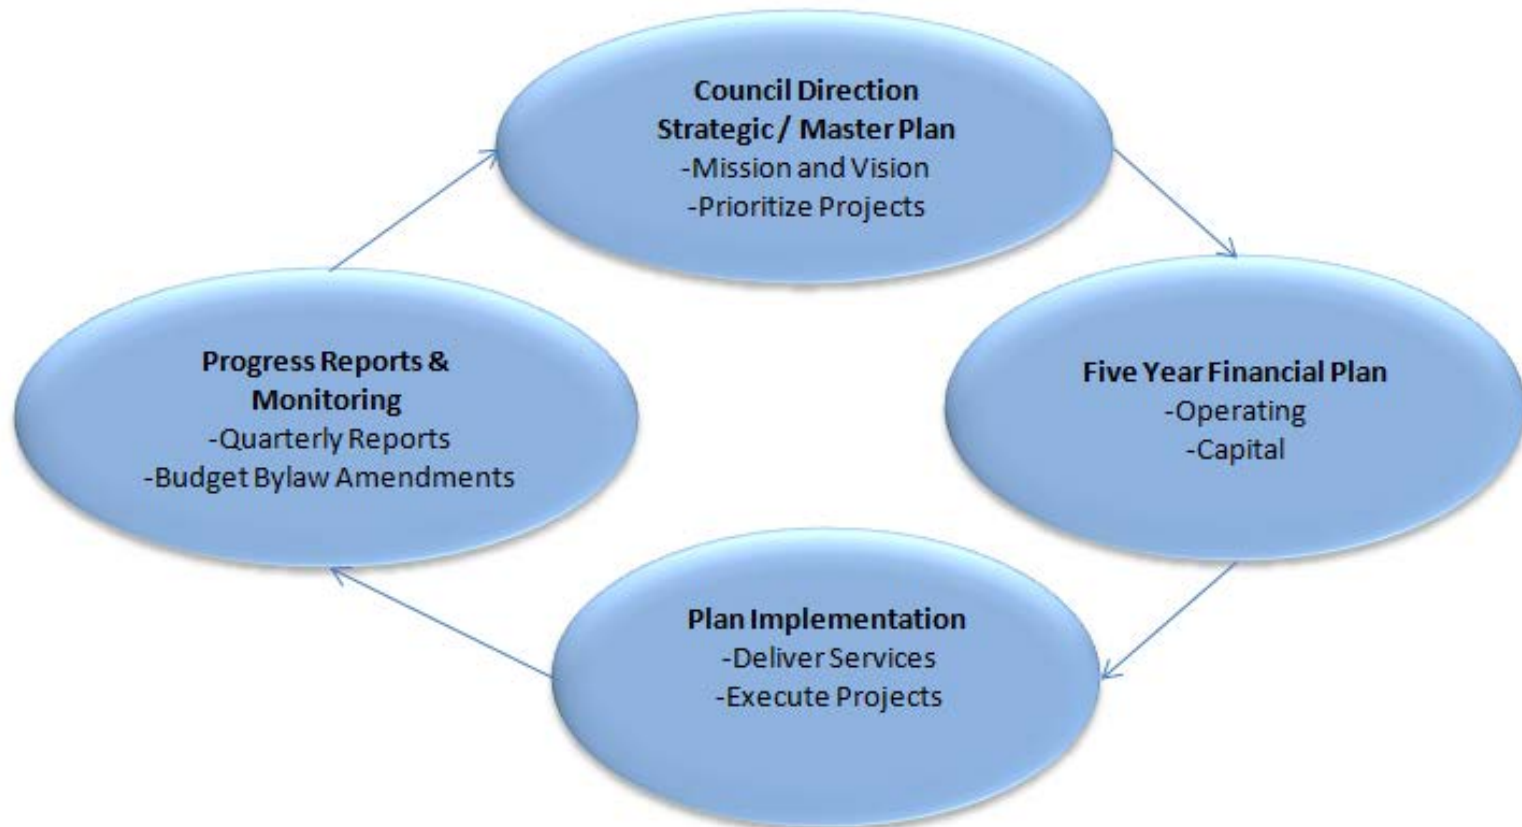 Council Direction
Strategic / Master Plan
-Mission and Vision
-Prioritize Projects
Five Year Financial Plan
-Operating
-Capital
Plan Implementation
-Deliver Services
-Execute Projects
Progress Reports &
Monitoring
-Quarterly Reports
-Budget Bylaw Amendments